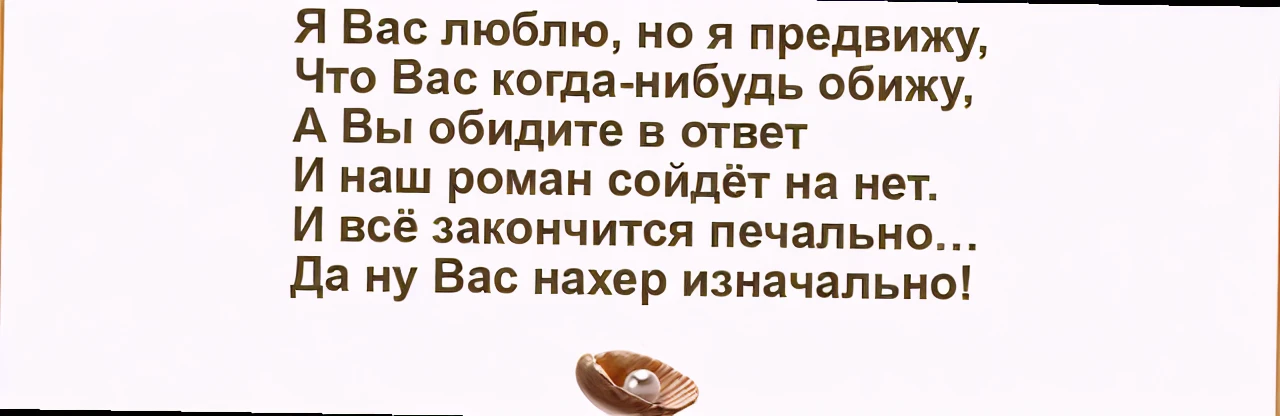 Я Вас люблю, но я предвижу,
Что Вас когда-нибудь обижу,
А Вы обидите в ответ
И наш роман сойдёт на нет.
И всё закончится печально...
Да ну Вас нахер изначально!